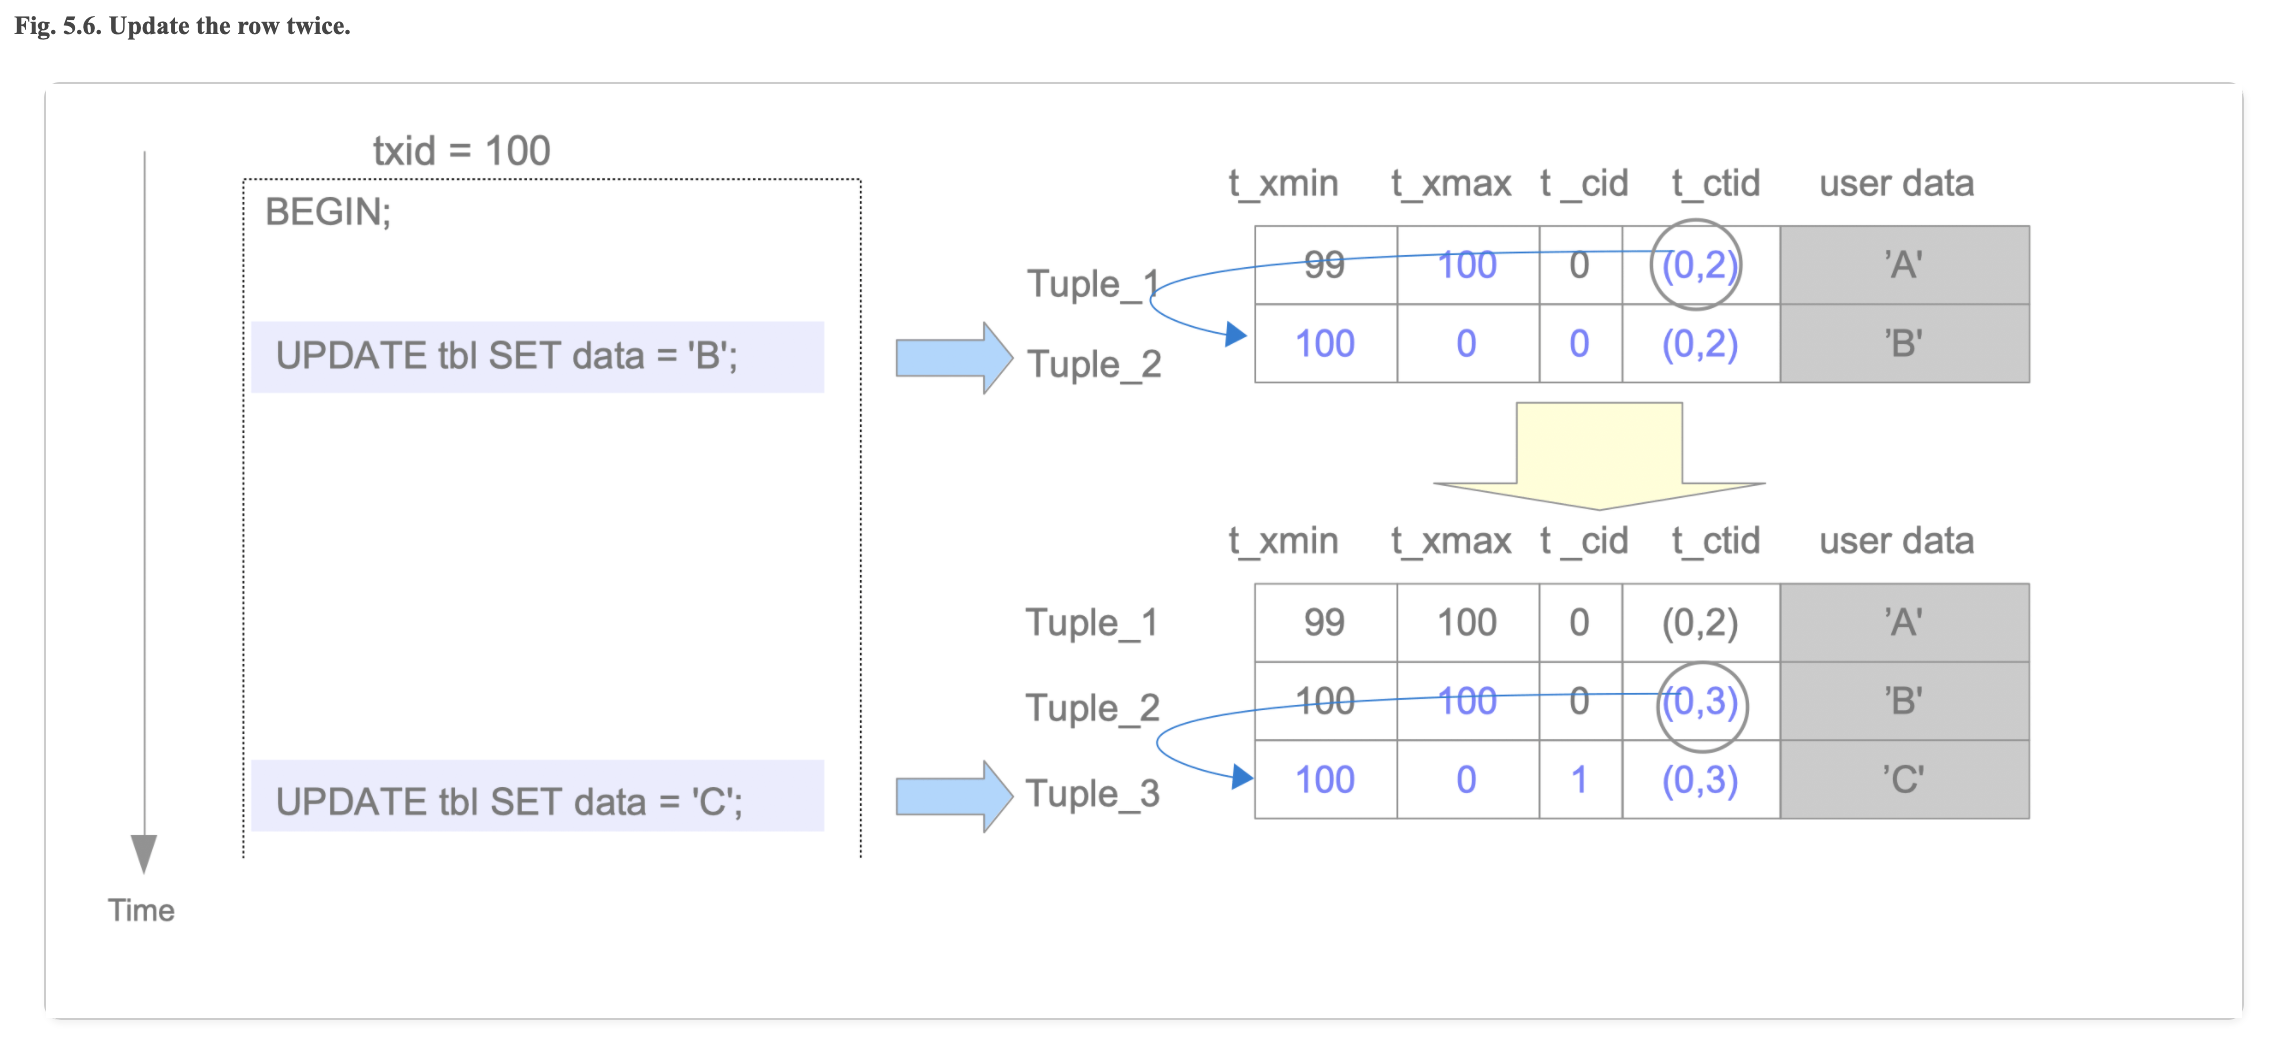 Fig. 5.6. Update the row twice.
txid = 100
BEGIN;
t_xmin t_xmax t _cid t_ctid user data
Tuple_1 99 100 0 (0,2) ’A'
UPDATE tbl SET data = 'B'; Tuple_2 100 0 0 (0,2) ’B'
t_xmin t_xmax t _cid t_ctid user data
Tuple_1 99 100 0 (0,2) ’A'
Tuple_2 100 100 0 (0,3) ’B'
UPDATE tbl SET data = 'C'; Tuple_3 100 0 1 (0,3) ’C'
Time